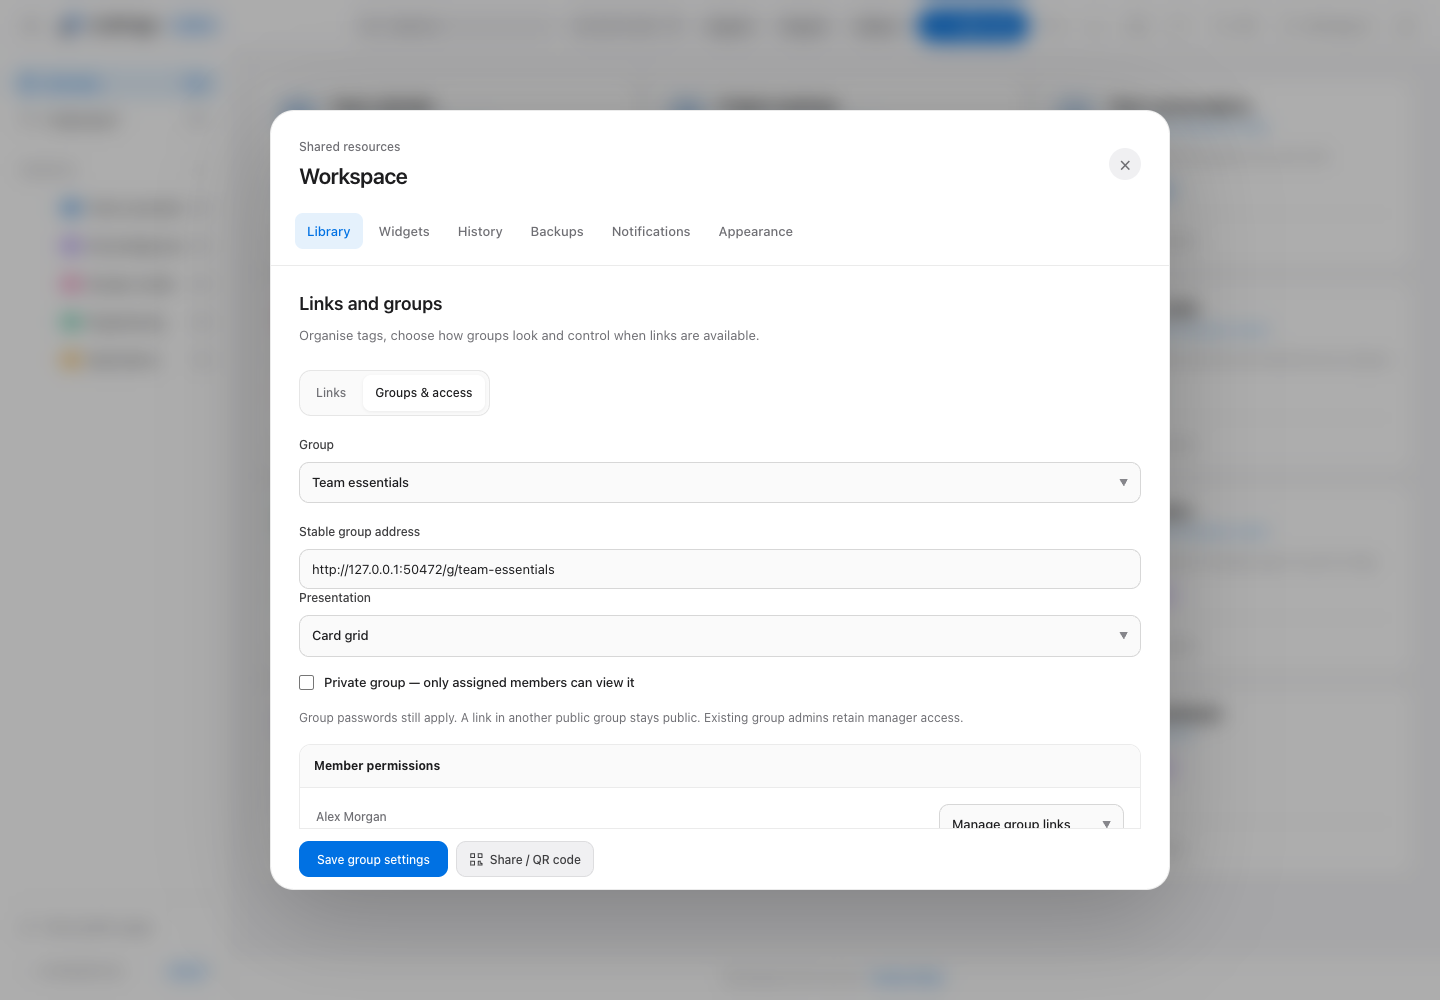 Shared resources
Workspace
Library Widgets History Backups Notifications Appearance
Links and groups
Organise tags, choose how groups look and control when links are available.
Links Groups & access
Group
Team essentials
Stable group address
http://127.0.0.1:50472/g/team-essentials
Presentation
Card grid
Private group — only assigned members can view it
Group passwords still apply. A link in another public group stays public. Existing group admins retain manager access.
Member permissions
Alex Morgan
Manage group links
Save group settings Share / QR code